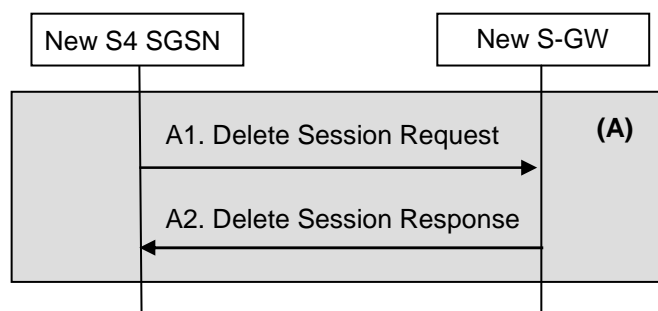 New S4 SGSN
New S-GW
(A)
A1. Delete Session Request
A2. Delete Session Response